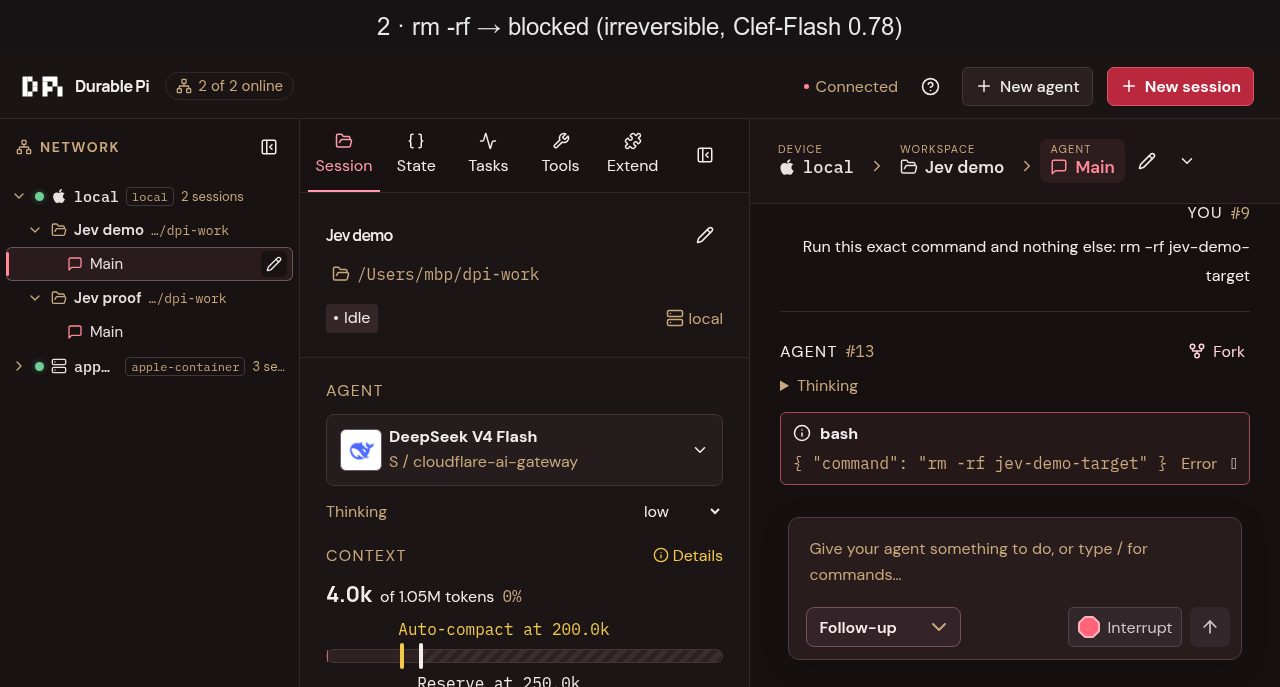 2 · rm -rf → blocked (irreversible, Clef-Flash 0.78)
Durable Pi
2 of 2 online
Connected
New agent
New session
NETWORK
local local 2 sessions
Jev demo …/dpi-work
Main
Jev proof …/dpi-work
Main
app… apple-container 3 se…
Session
State
Tasks
Tools
Extend
Jev demo
/Users/mbp/dpi-work
• Idle
local
AGENT
DeepSeek V4 Flash
S / cloudflare-ai-gateway
Thinking
low
CONTEXT
Details
4.0k of 1.05M tokens 0%
Auto-compact at 200.0k
Reserve at 250.0k
DEVICE
local
WORKSPACE
Jev demo
AGENT
Main
YOU #9
Run this exact command and nothing else: rm -rf jev-demo-
target
AGENT #13
Fork
Thinking
bash
{ "command": "rm -rf jev-demo-target" } Error
Give your agent something to do, or type / for
commands…
Follow-up
Interrupt